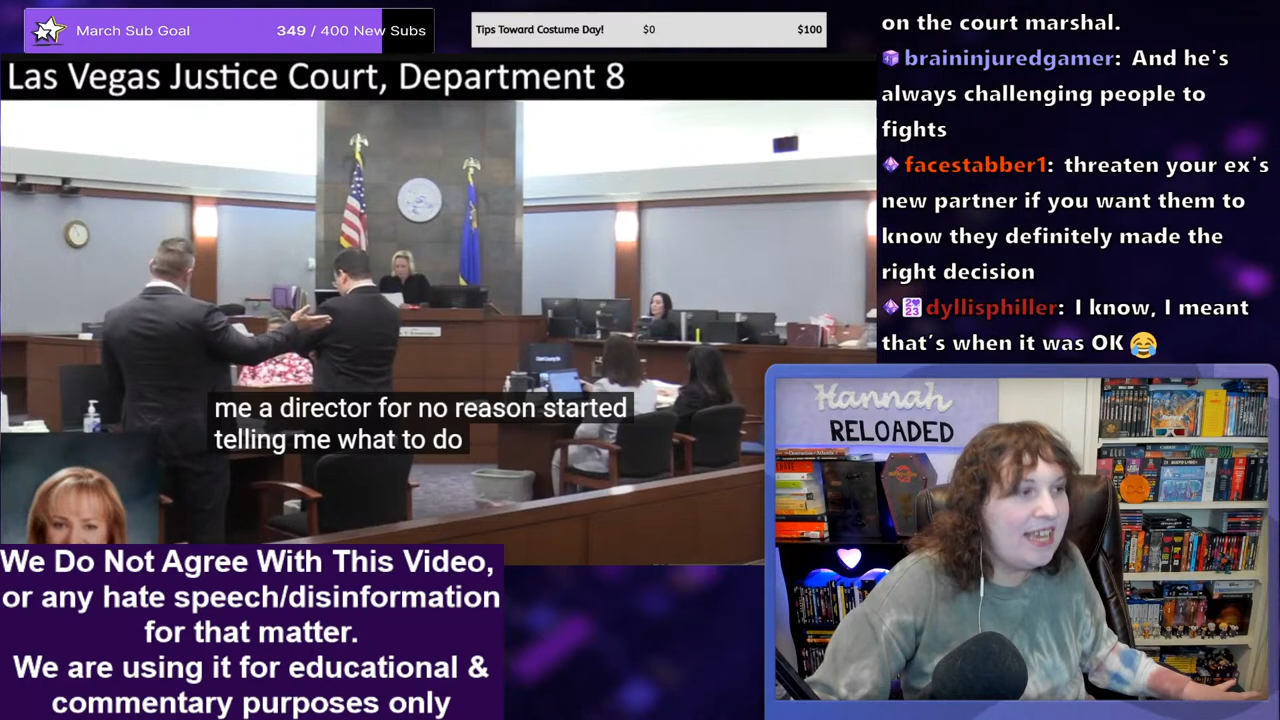 March Sub Goal
349 / 400 New Subs
Tips Toward Costume Day!
$0
$100
Las Vegas Justice Court, Department 8
me a director for no reason started
telling me what to do
We Do Not Agree With This Video,
or any hate speech/disinformation
for that matter.
We are using it for educational &
commentary purposes only
on the court marshal.
braininjuredgamer: And he's
always challenging people to
fights
facestabber1: threaten your ex's
new partner if you want them to
know they definitely made the
right decision
dyllisphiller: I know, I meant
that's when it was OK 😂
Hannah
RELOADED